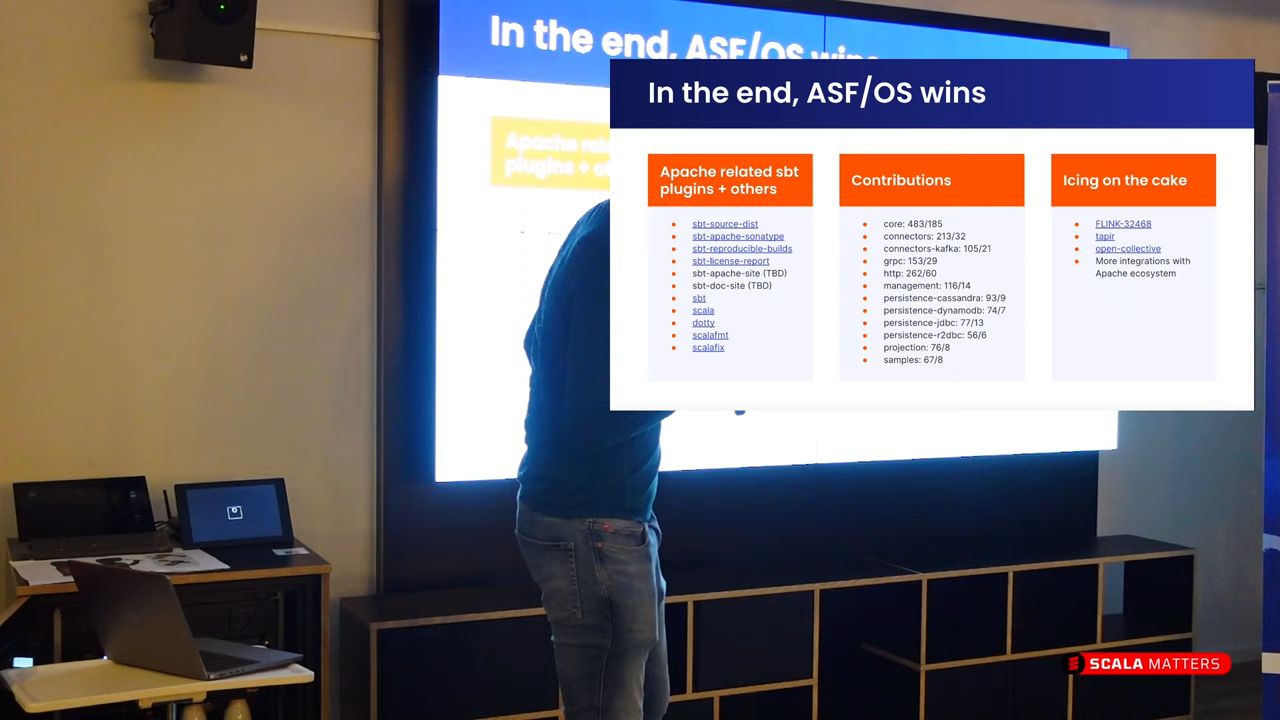 In the end, ASF/OS wins
Apache rela
plugins + ot
In the end, ASF/OS wins
Apache related sbt
plugins + others
sbt-source-dist
sbt-apache-sonatype
sbt-reproducible-builds
sbt-license-report
sbt-apache-site (TBD)
sbt-doc-site (TBD)
sbt
scala
dotty
scalafmt
scalafix
Contributions
core: 483/185
connectors: 213/32
connectors-kafka: 105/21
grpc: 153/29
http: 262/60
management: 116/14
persistence-cassandra: 93/9
persistence-dynamodb: 74/7
persistence-jdbc: 77/13
persistence-r2dbc: 56/6
projection: 76/8
samples: 67/8
Icing on the cake
FLINK-32468
tapir
open-collective
More integrations with
Apache ecosystem
SCALA MATTERS